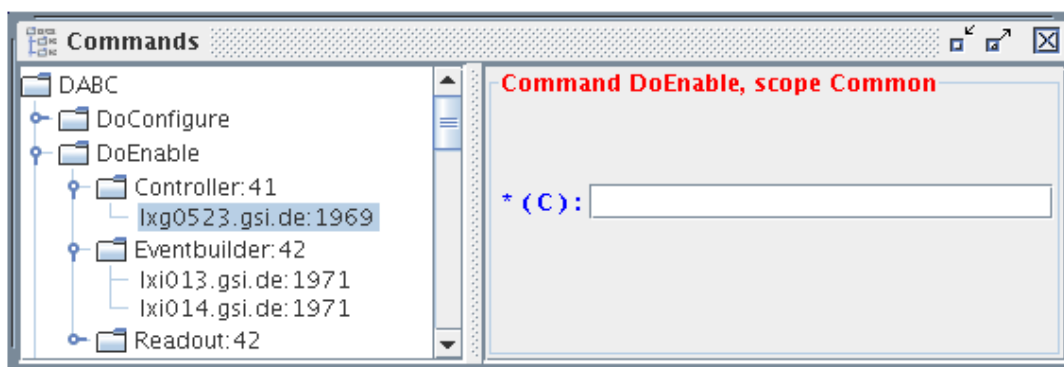 Commands
DABC
DoConfigure
DoEnable
Controller:41
lxg0523.gsi.de:1969
Eventbuilder:42
lxi013.gsi.de:1971
lxi014.gsi.de:1971
Readout:42
Command DoEnable, scope Common
* (C):